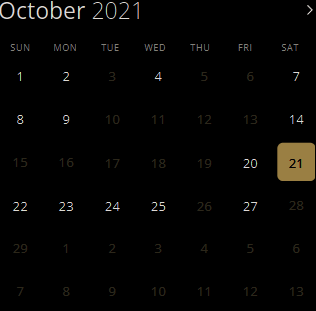 October 2021
SUN MON TUE WED THU FRI SAT
1 2 3 4 5 6 7
8 9 10 11 12 13 14
15 16 17 18 19 20 21
22 23 24 25 26 27 28
29 1 2 3 4 5 6
7 8 9 10 11 12 13